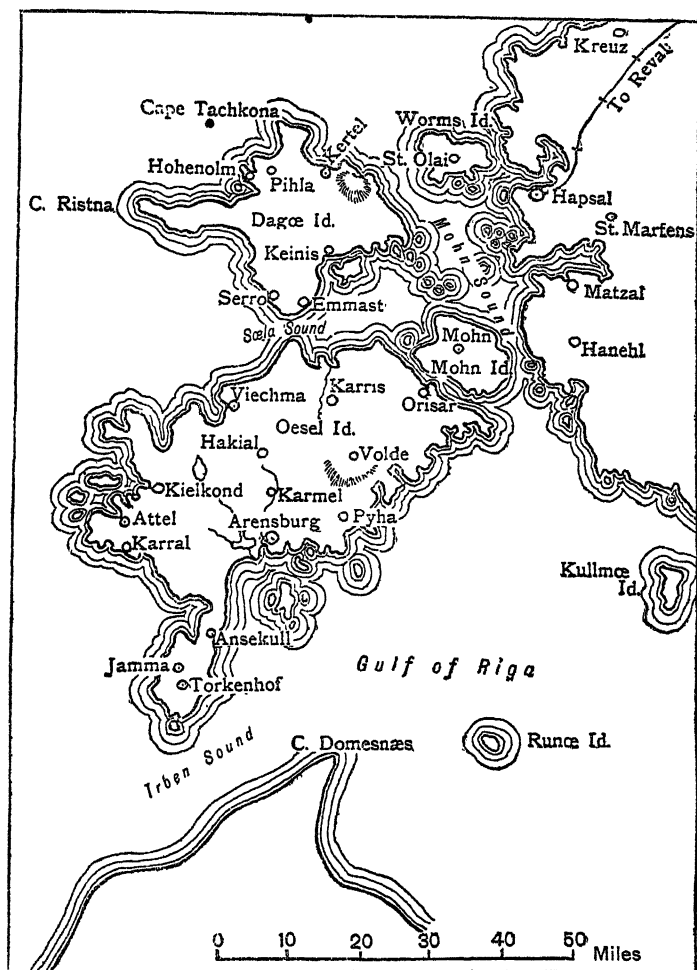 Kreuz
To Reval
Cape Tachkona
Worms Id.
Kertel
St. Olai
Hohenolm
Pihla
Hapsal
C. Ristna
Dagœ Id.
St. Martens
Mohn Sound
Keinis
Matzal
Serro
Emmast
Sœla Sound
Mohn
Hanehl
Mohn Id.
Viechma
Karris
Orisar
Oesel Id.
Hakial
Volde
Kielkond
Karmel
Attel
Arensburg
Pyha
Karral
Kullmœ
Id.
Ansekull
Jamma
Gulf of Riga
Torkenhof
C. Domesnæs
Runœ Id.
Irben Sound
0 10 20 30 40 50
Miles